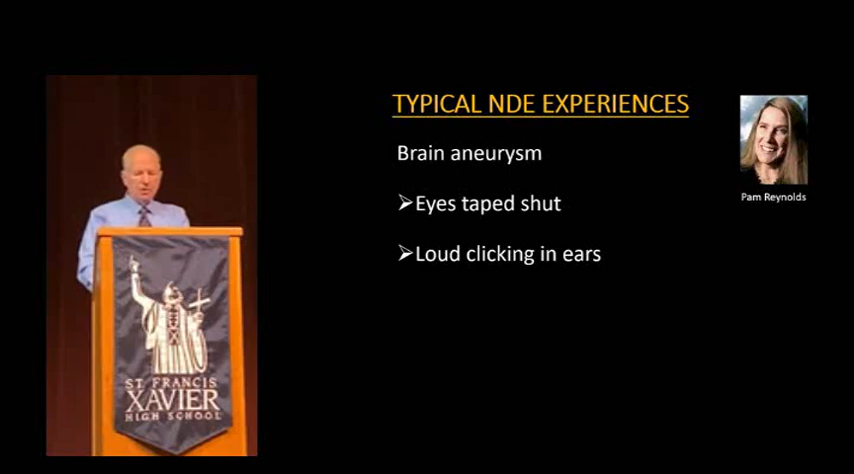 TYPICAL NDE EXPERIENCES
Brain aneurysm
➢Eyes taped shut
➢Loud clicking in ears
Pam Reynolds
ST. FRANCIS
XAVIER
HIGH SCHOOL